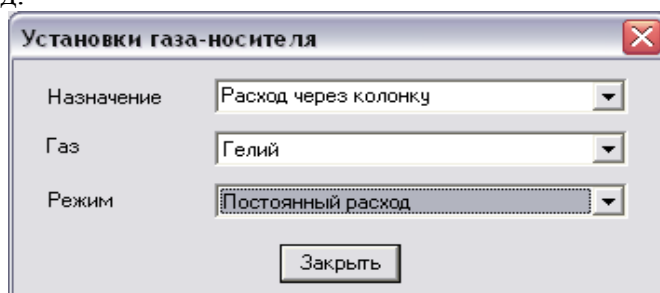 д.
Установки газа-носителя
Назначение Расход через колонку
Газ Гелий
Режим Постоянный расход
Закрыть